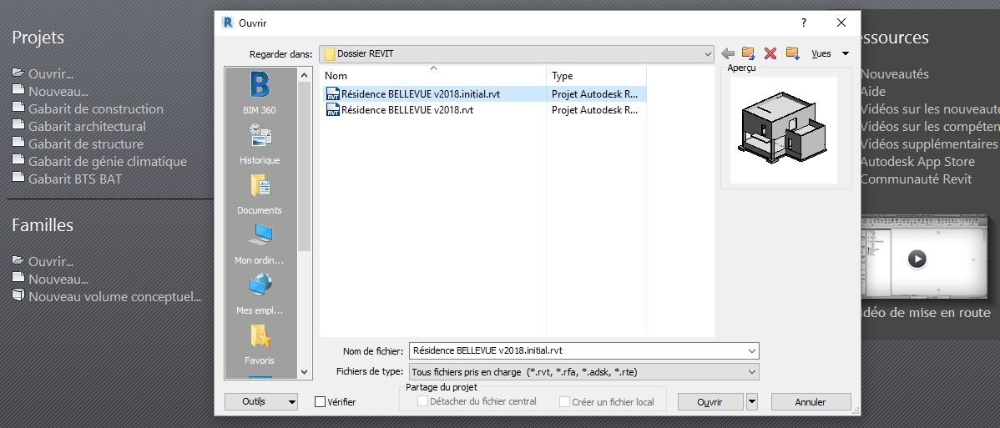 Projets
Ouvrir...
Nouveau...
Gabarit de construction
Gabarit architectural
Gabarit de structure
Gabarit de génie climatique
Gabarit BTS BAT
Familles
Ouvrir...
Nouveau...
Nouveau volume conceptuel...
R Ouvrir
?
Regarder dans: Dossier REVIT
Vues
Aperçu
BIM 360
Historique
Documents
Mon ordin...
Mes empl...
Favoris
Nom Type
RVT Résidence BELLEVUE v2018.initial.rvt Projet Autodesk R...
RVT Résidence BELLEVUE v2018.rvt Projet Autodesk R...
Nom de fichier: Résidence BELLEVUE v2018.initial.rvt
Fichiers de type: Tous fichiers pris en charge (*.rvt, *.rfa, *.adsk, *.rte)
Partage du projet
Outils Vérifier Détacher du fichier central Créer un fichier local Ouvrir Annuler
essources
Nouveautés
Aide
Vidéos sur les nouveauté
Vidéos sur les compéten
Vidéos supplémentaires
Autodesk App Store
Communauté Revit
idéo de mise en route